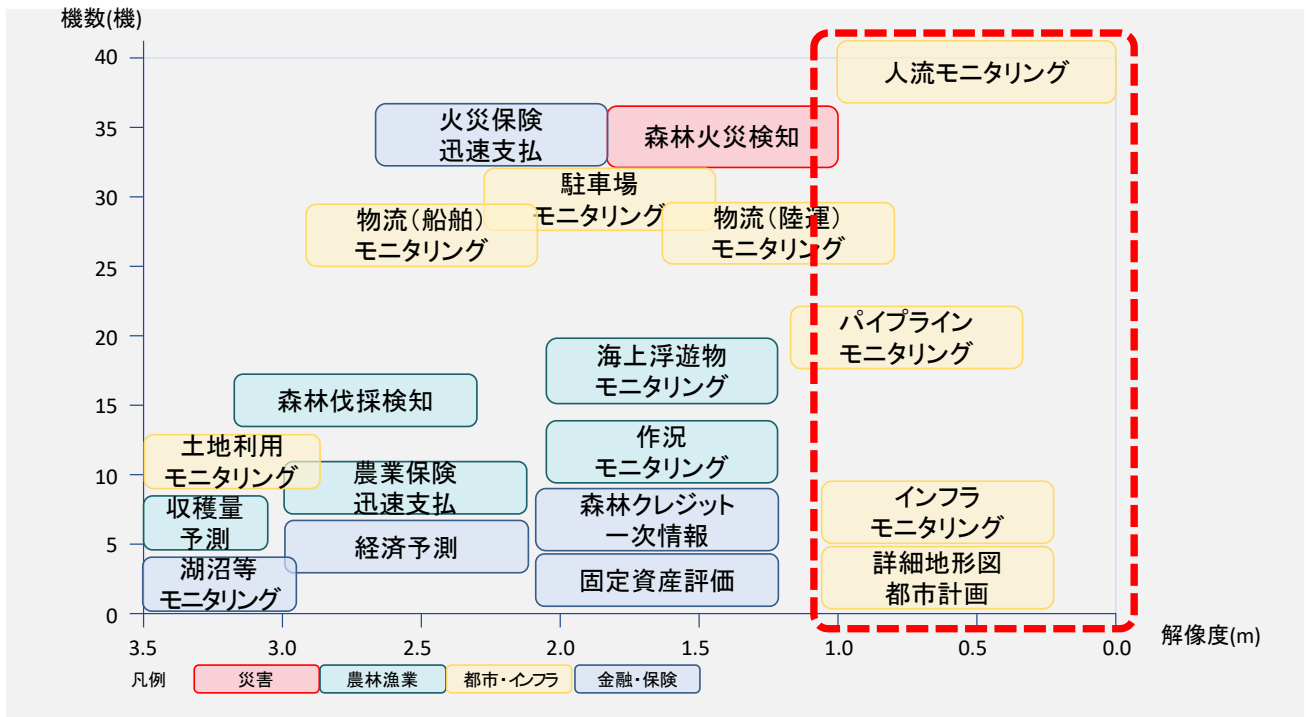 機数(機)
40
35
30
25
20
15
10
5
0
人流モニタリング
火災保険
迅速支払
森林火災検知
駐車場
モニタリング
物流(船舶)
モニタリング
物流(陸運)
モニタリング
パイプライン
モニタリング
海上浮遊物
モニタリング
森林伐採検知
作況
モニタリング
土地利用
モニタリング
農業保険
迅速支払
収穫量
予測
森林クレジット
一次情報
インフラ
モニタリング
経済予測
湖沼等
モニタリング
固定資産評価
詳細地形図
都市計画
3.5 3.0 2.5 2.0 1.5 1.0 0.5 0.0
解像度(m)
凡例 災害 農林漁業 都市・インフラ 金融・保険